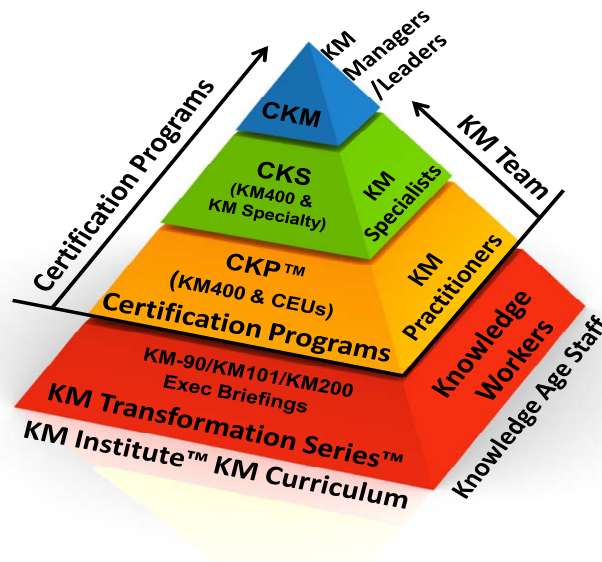 KM
Managers
/Leaders
CKM
Certification Programs
KM Team
CKS
(KM400 &
KM Specialty)
KM
Specialists
CKP™
(KM400 & CEUs)
Certification Programs
KM
Practitioners
KM-90/KM101/KM200
Exec Briefings
KM Transformation Series™
Knowledge
Workers
Knowledge Age Staff
KM Institute™ KM Curriculum